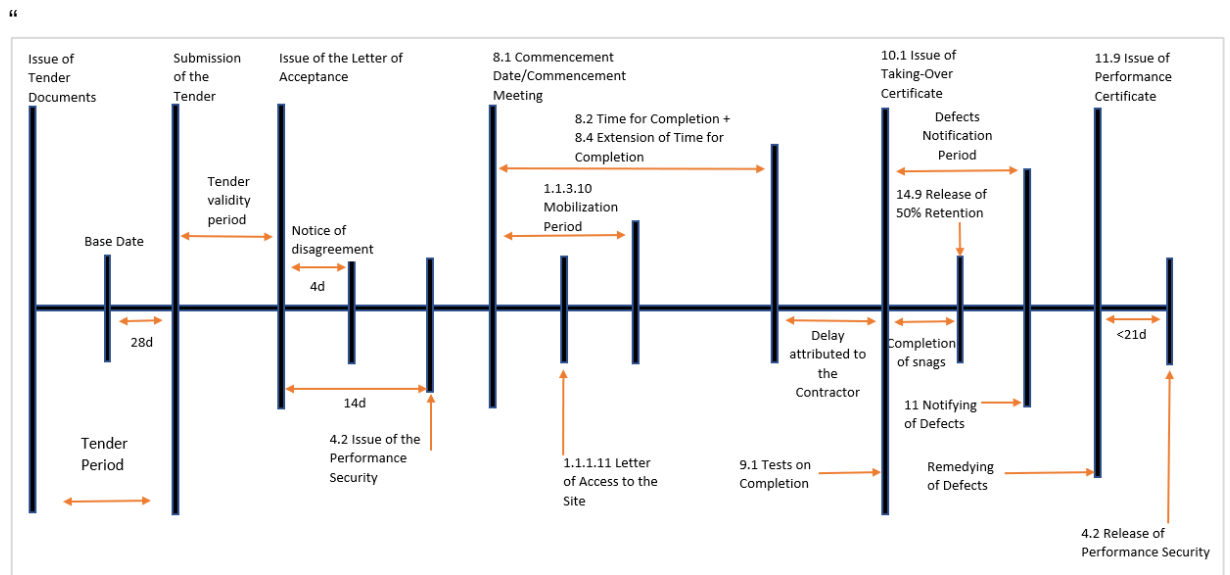 “
Issue of
Tender
Documents
Submission
of the
Tender
Issue of the Letter of
Acceptance
8.1 Commencement
Date/Commencement
Meeting
10.1 Issue of
Taking-Over
Certificate
11.9 Issue of
Performance
Certificate
8.2 Time for Completion +
8.4 Extension of Time for
Completion
Defects
Notification
Period
Tender
validity
period
1.1.3.10
Mobilization
Period
14.9 Release of
50% Retention
Base Date
Notice of
disagreement
4d
28d
Delay
attributed to
the
Contractor
Completion
of snags
<21d
14d
4.2 Issue of the
Performance
Security
11 Notifying
of Defects
Tender
Period
1.1.1.11 Letter
of Access to the
Site
9.1 Tests on
Completion
Remedying
of Defects
4.2 Release of
Performance Security